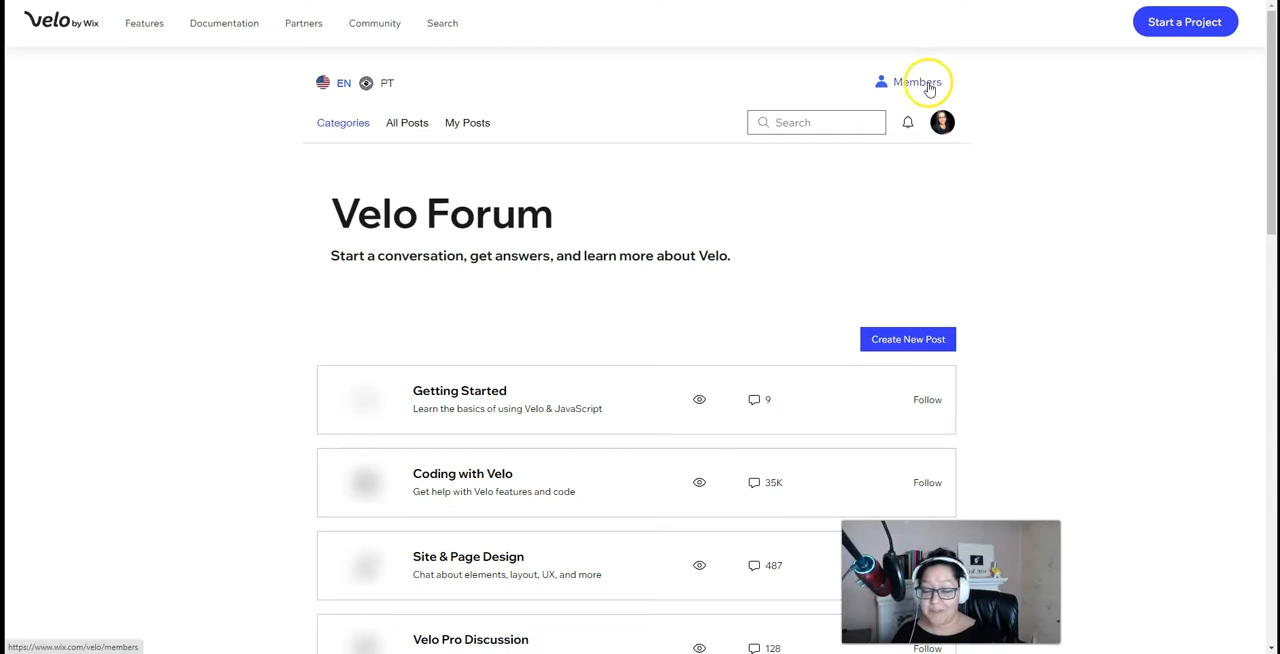 velo by Wix Features Documentation Partners Community Search Start a Project
EN PT Members
Categories All Posts My Posts Search
Velo Forum
Start a conversation, get answers, and learn more about Velo.
Create New Post
Getting Started
Learn the basics of using Velo & JavaScript
9
Follow
Coding with Velo
Get help with Velo features and code
35K
Follow
Site & Page Design
Chat about elements, layout, UX, and more
487
Velo Pro Discussion
128
Follow
https://www.wix.com/velo/members